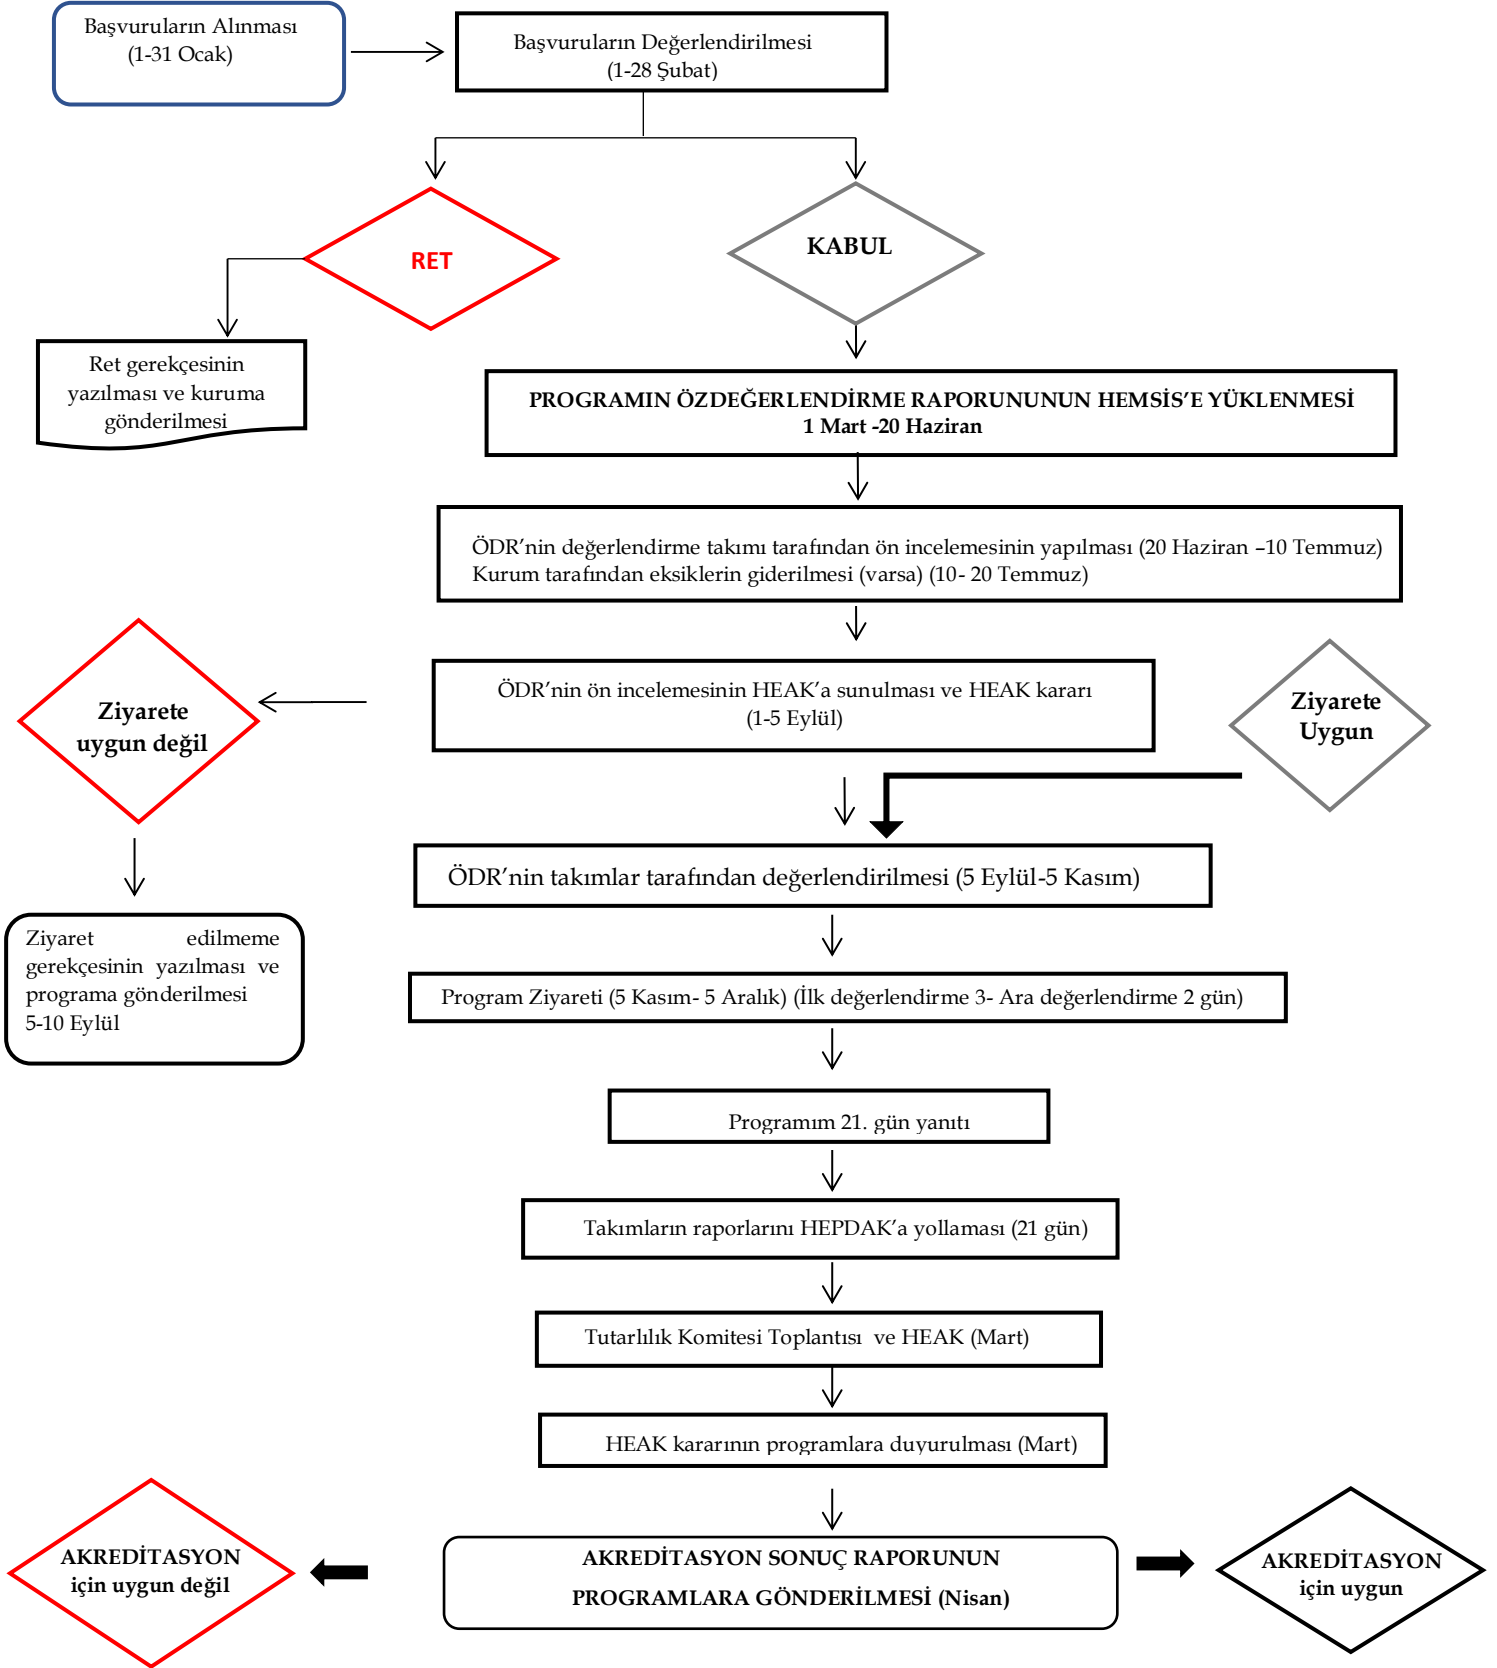 Başvuruların Alınması
(1-31 Ocak)
Başvuruların Değerlendirilmesi
(1-28 Şubat)
RET
KABUL
Ret gerekçesinin
yazılması ve kuruma
gönderilmesi
PROGRAMIN ÖZDEĞERLENDİRME RAPORUNUNUN HEMSİS’E YÜKLENMESİ
1 Mart -20 Haziran
ÖDR’nin değerlendirme takımı tarafından ön incelemesinin yapılması (20 Haziran –10 Temmuz)
Kurum tarafından eksiklerin giderilmesi (varsa) (10- 20 Temmuz)
Ziyarete
uygun değil
ÖDR’nin ön incelemesinin HEAK’a sunulması ve HEAK kararı
(1-5 Eylül)
Ziyarete
Uygun
ÖDR’nin takımlar tarafından değerlendirilmesi (5 Eylül-5 Kasım)
Ziyaret edilmeme
gerekçesinin yazılması ve
programa gönderilmesi
5-10 Eylül
Program Ziyareti (5 Kasım- 5 Aralık) (İlk değerlendirme 3- Ara değerlendirme 2 gün)
Programım 21. gün yanıtı
Takımların raporlarını HEPDAK’a yollaması (21 gün)
Tutarlılık Komitesi Toplantısı ve HEAK (Mart)
HEAK kararının programlara duyurulması (Mart)
AKREDİTASYON
için uygun değil
AKREDİTASYON SONUÇ RAPORUNUN
PROGRAMLARA GÖNDERİLMESİ (Nisan)
AKREDİTASYON
için uygun